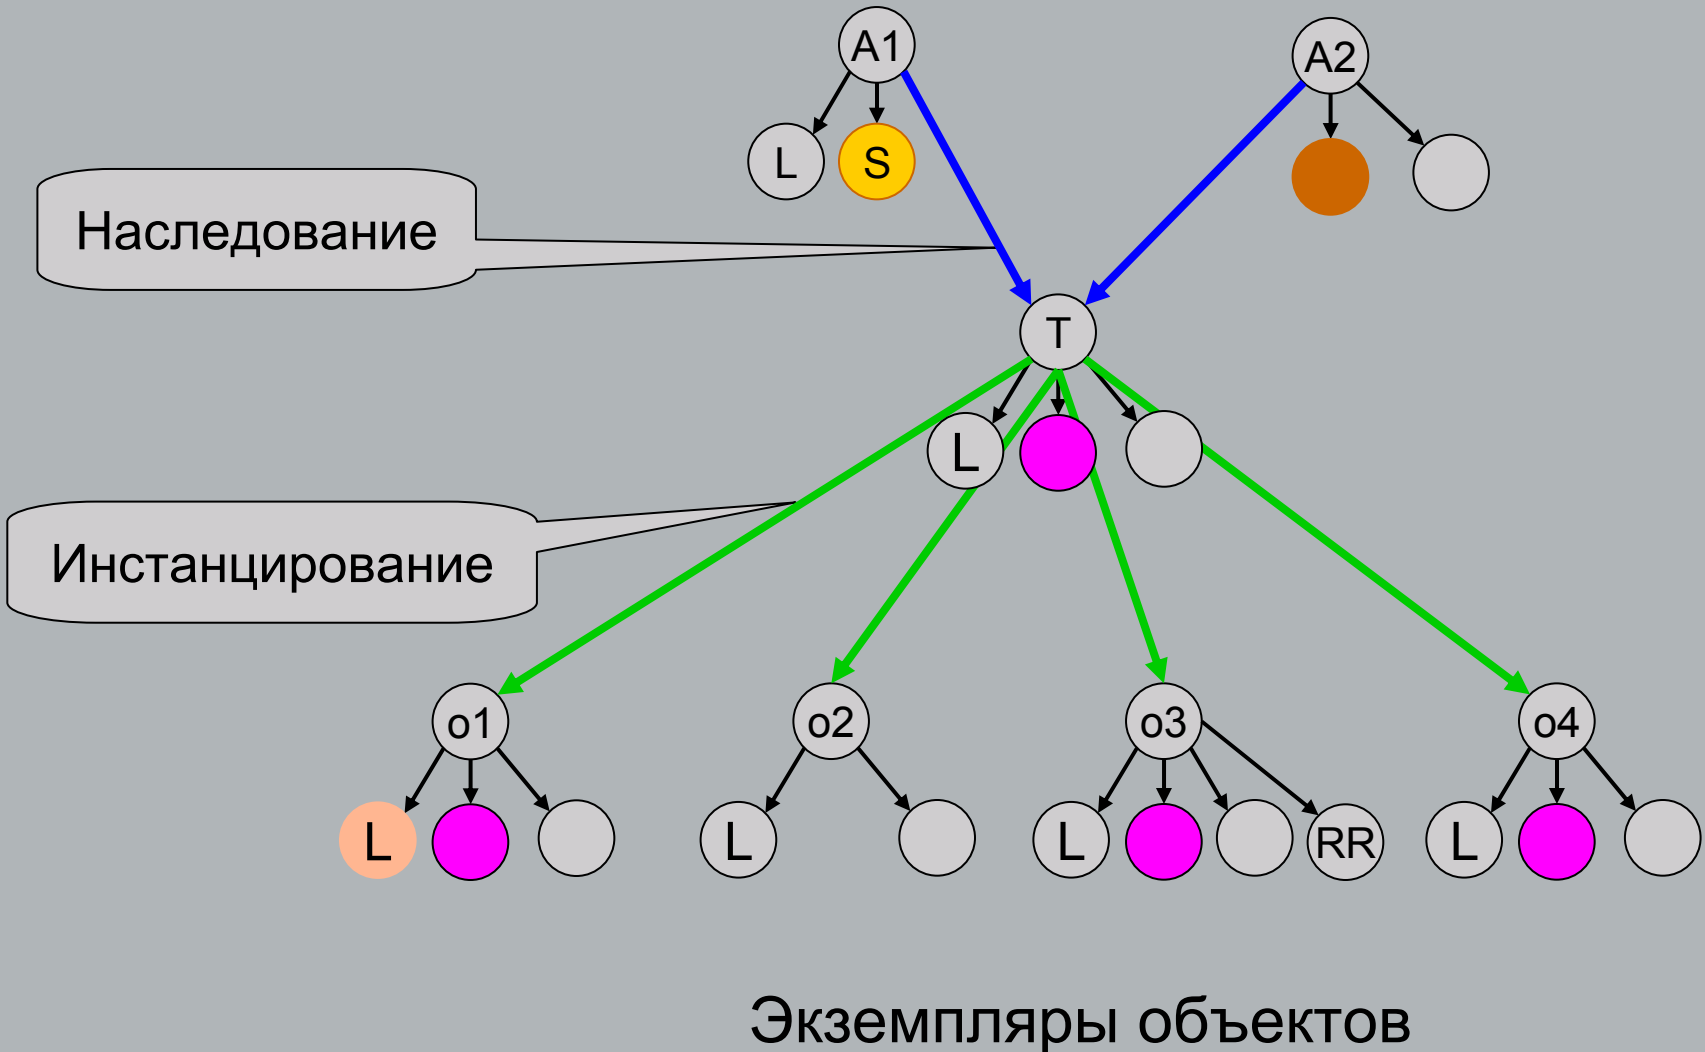 A1
A2
L
S
Наследование
T
L
Инстанцирование
o1
o2
o3
o4
L
L
L
RR
L
Экземпляры объектов